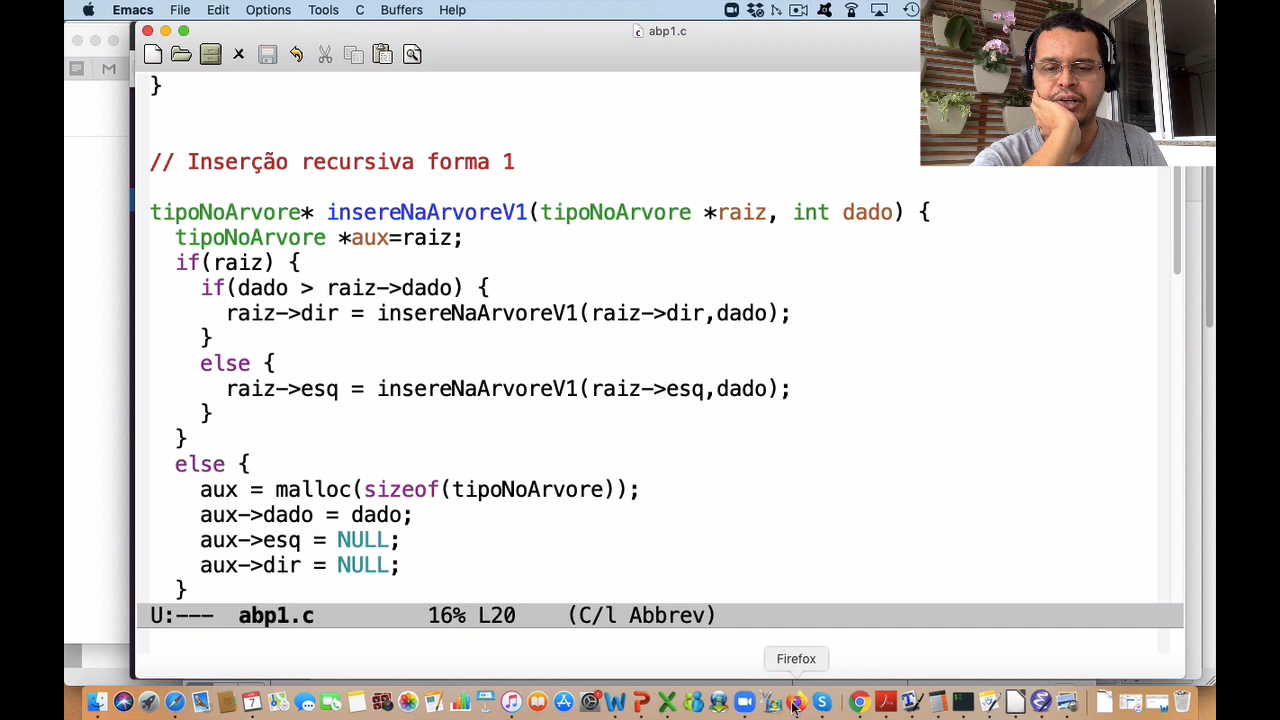 Emacs File Edit Options Tools C Buffers Help
abp1.c
}
// Inserção recursiva forma 1
tipoNoArvore* insereNaArvoreV1(tipoNoArvore *raiz, int dado) {
tipoNoArvore *aux=raiz;
if(raiz) {
if(dado > raiz->dado) {
raiz->dir = insereNaArvoreV1(raiz->dir,dado);
}
else {
raiz->esq = insereNaArvoreV1(raiz->esq,dado);
}
}
else {
aux = malloc(sizeof(tipoNoArvore));
aux->dado = dado;
aux->esq = NULL;
aux->dir = NULL;
}
U:--- abp1.c 16% L20 (C/l Abbrev)
Firefox